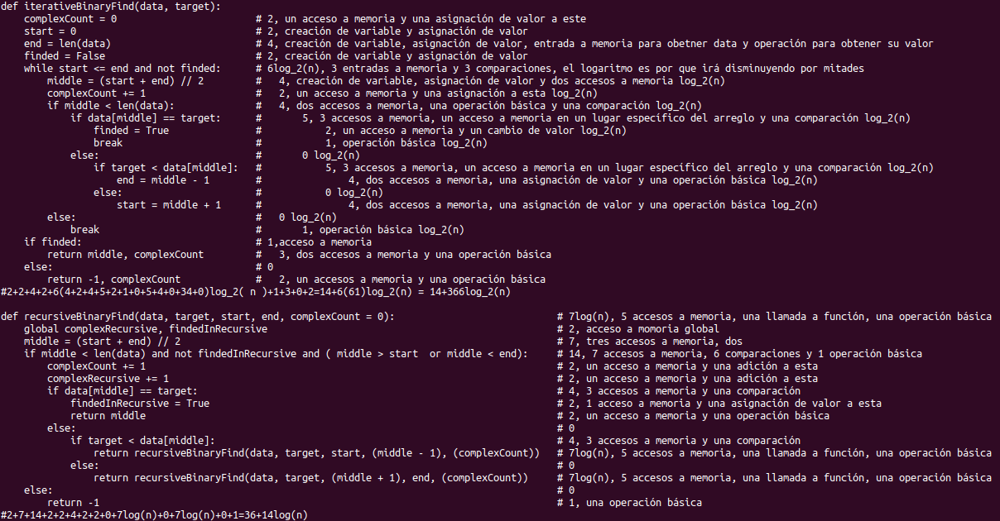 def iterativeBinaryFind(data, target):
    complexCount = 0                        # 2, un acceso a memoria y una asignación de valor a este
    start = 0                               # 2, creación de variable y asignación de valor
    end = len(data)                         # 4, creación de variable, asignación de valor, entrada a memoria para obetner data y operación para obtener su valor
    finded = False                          # 2, creación de variable y asignación de valor
    while start <= end and not finded:      # 6log_2(n), 3 entradas a memoria y 3 comparaciones, el logaritmo es por que irá disminuyendo por mitades
        middle = (start + end) // 2         #   4, creación de variable, asignación de valor y dos accesos a memoria log_2(n)
        complexCount += 1                   #   2, un acceso a memoria y una asignación a esta log_2(n)
        if middle < len(data):              #   4, dos accesos a memoria, una operación básica y una comparación log_2(n)
            if data[middle] == target:      #       5, 3 accesos a memoria, un acceso a memoria en un lugar específico del arreglo y una comparación log_2(n)
                finded = True               #           2, un acceso a memoria y un cambio de valor log_2(n)
                break                       #           1, operación básica log_2(n)
            else:                           #       0 log_2(n)
                if target < data[middle]:   #           5, 3 accesos a memoria, un acceso a memoria en un lugar específico del arreglo y una comparación log_2(n)
                    end = middle - 1        #               4, dos accesos a memoria, una asignación de valor y una operación básica log_2(n)
                else:                       #           0 log_2(n)
                    start = middle + 1      #               4, dos accesos a memoria, una asignación de valor y una operación básica log_2(n)
        else:                               #   0 log_2(n)
            break                           #       1, operación básica log_2(n)
    if finded:                              # 1,acceso a memoria
        return middle, complexCount         #   3, dos accesos a memoria y una operación básica
    else:                                   # 0
        return -1, complexCount             #   2, un accesos a memoria y una operación básica
#2+2+4+2+6(4+2+4+5+2+1+0+5+4+0+34+0)log_2( n )+1+3+0+2=14+6(61)log_2(n) = 14+366log_2(n)
def recursiveBinaryFind(data, target, start, end, complexCount = 0):                            # 7log(n), 5 accesos a memoria, una llamada a función, una operación básica
    global complexRecursive, findedInRecursive                                                  # 2, acceso a momoria global
    middle = (start + end) // 2                                                                 # 7, tres accesos a memoria, dos
    if middle < len(data) and not findedInRecursive and ( middle > start  or middle < end):     # 14, 7 accesos a memoria, 6 comparaciones y 1 operación básica
        complexCount += 1                                                                       # 2, un acceso a memoria y una adición a esta
        complexRecursive += 1                                                                   # 2, un acceso a memoria y una adición a esta
        if data[middle] == target:                                                              # 4, 3 accesos a memoria y una comparación
            findedInRecursive = True                                                            # 2, 1 acceso a memoria y una asignación de valor a esta
            return middle                                                                       # 2, un acceso a memoria y una operación básica
        else:                                                                                   # 0
            if target < data[middle]:                                                           # 4, 3 accesos a memoria y una comparación
                return recursiveBinaryFind(data, target, start, (middle - 1), (complexCount))   # 7log(n), 5 accesos a memoria, una llamada a función, una operación básica
            else:                                                                               # 0
                return recursiveBinaryFind(data, target, (middle + 1), end, (complexCount))     # 7log(n), 5 accesos a memoria, una llamada a función, una operación básica
    else:                                                                                       # 0
        return -1                                                                               # 1, una operación básica
#2+7+14+2+2+4+2+2+0+7log(n)+0+7log(n)+0+1=36+14log(n)